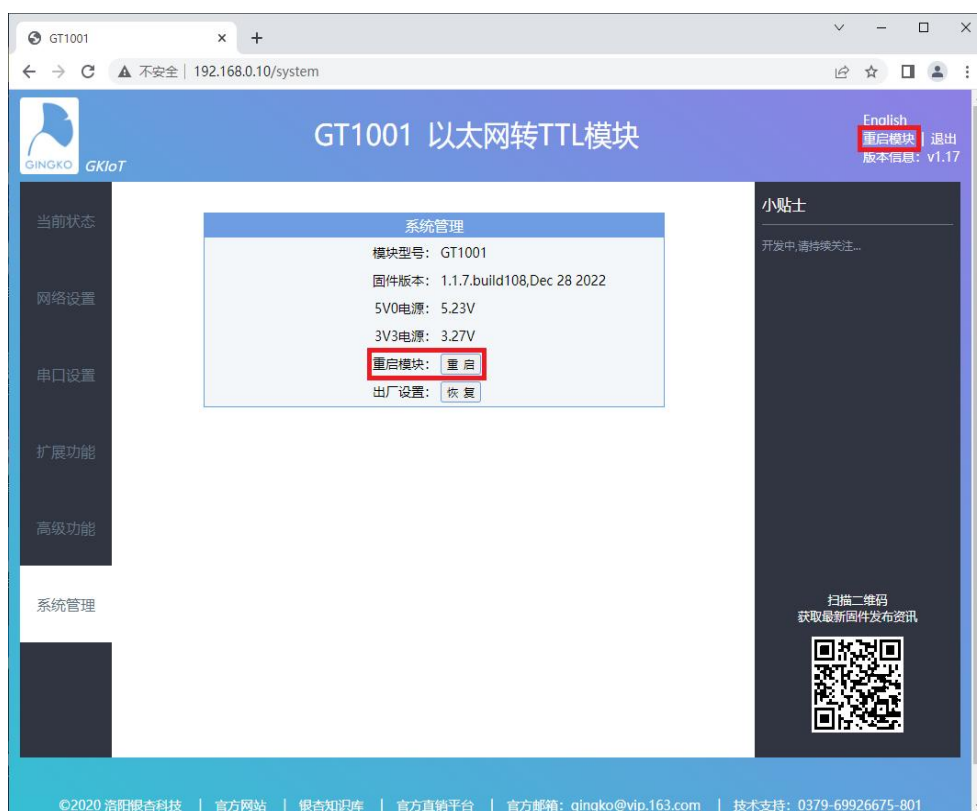 GT1001
不安全 | 192.168.0.10/system
GINGKO GKIoT
GT1001 以太网转TTL模块
English
重启模块 | 退出
版本信息：v1.17
当前状态
网络设置
串口设置
扩展功能
高级功能
系统管理
系统管理
模块型号： GT1001
固件版本： 1.1.7.build108,Dec 28 2022
5V0电源： 5.23V
3V3电源： 3.27V
重启模块： 重 启
出厂设置： 恢 复
小贴士
开发中,请持续关注...
扫描二维码
获取最新固件发布资讯
©2020 洛阳银杏科技 | 官方网站 | 银杏知识库 | 官方直销平台 | 官方邮箱：gingko@vip.163.com | 技术支持：0379-69926675-801